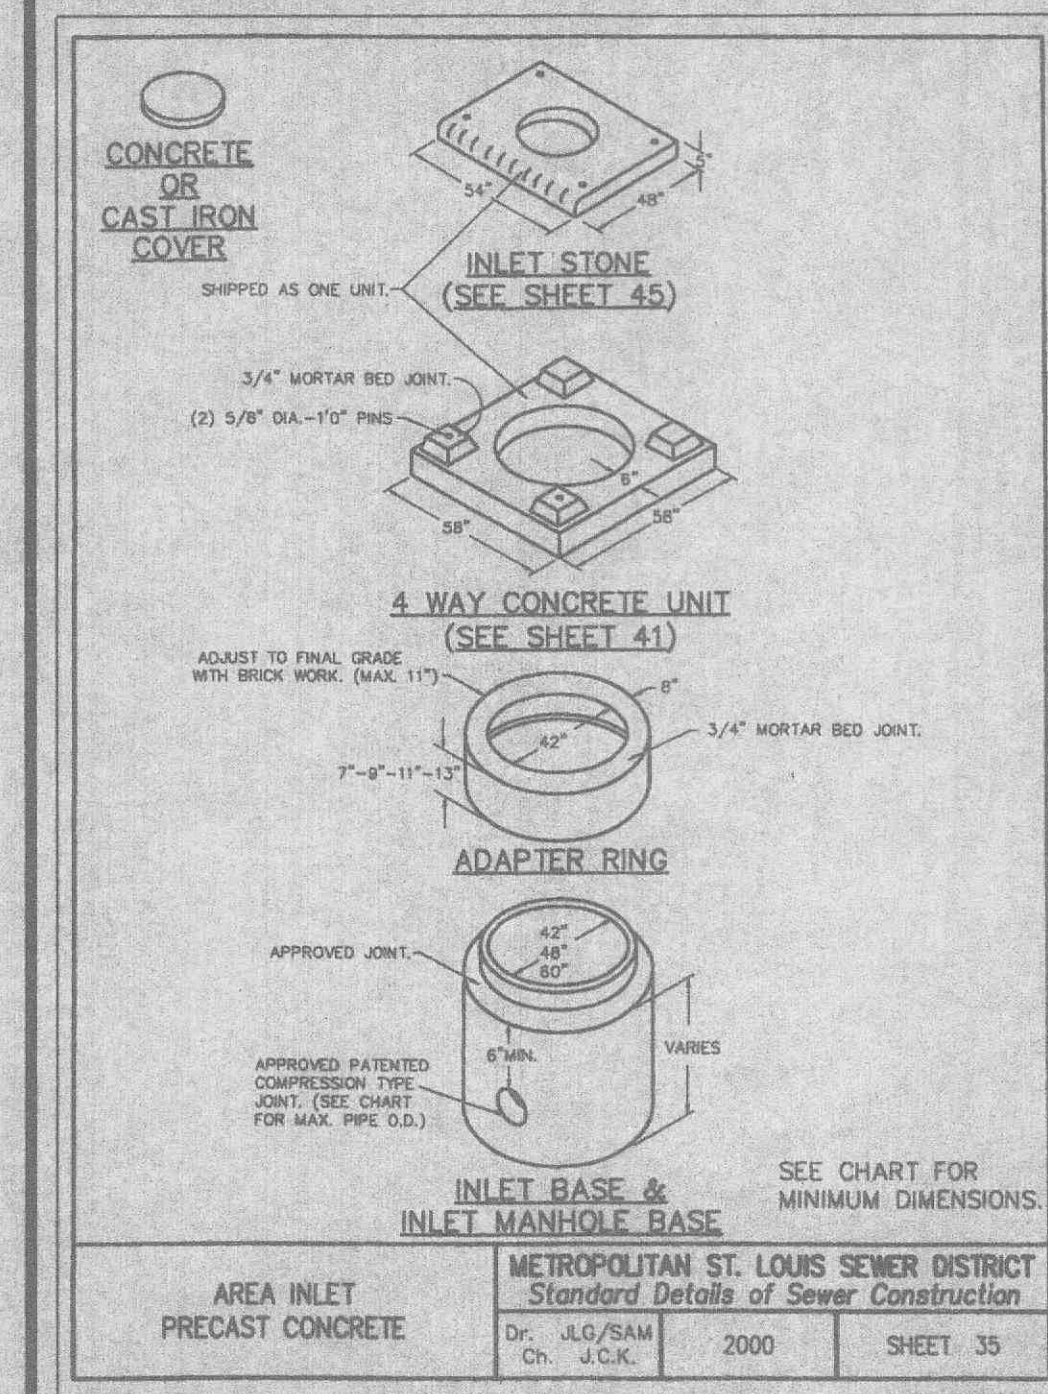 CONCRETE
OR
CAST IRON
COVER
5"
54"
48"
INLET STONE
(SEE SHEET 45)
SHIPPED AS ONE UNIT.
3/4" MORTAR BED JOINT.
(2) 5/8" DIA.-1'0" PINS
6"
58"
58"
4 WAY CONCRETE UNIT
(SEE SHEET 41)
ADJUST TO FINAL GRADE
WITH BRICK WORK. (MAX. 11")
8"
42"
3/4" MORTAR BED JOINT.
7"-9"-11"-13"
ADAPTER RING
42"
48"
60"
APPROVED JOINT.
6"MIN.
VARIES
APPROVED PATENTED
COMPRESSION TYPE
JOINT. (SEE CHART
FOR MAX. PIPE O.D.)
SEE CHART FOR
MINIMUM DIMENSIONS.
INLET BASE &
INLET MANHOLE BASE
AREA INLET
PRECAST CONCRETE
METROPOLITAN ST. LOUIS SEWER DISTRICT
Standard Details of Sewer Construction
Dr. JLG/SAM
Ch. J.C.K.
2000
SHEET 35